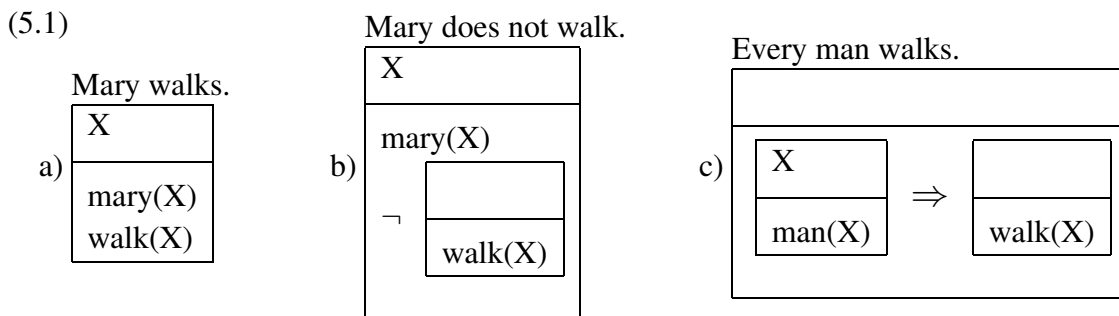 (5.1)
Mary walks.
a)
X
mary(X)
walk(X)
Mary does not walk.
b)
X
mary(X)
¬
walk(X)
Every man walks.
c)
X
man(X)
⇒
walk(X)